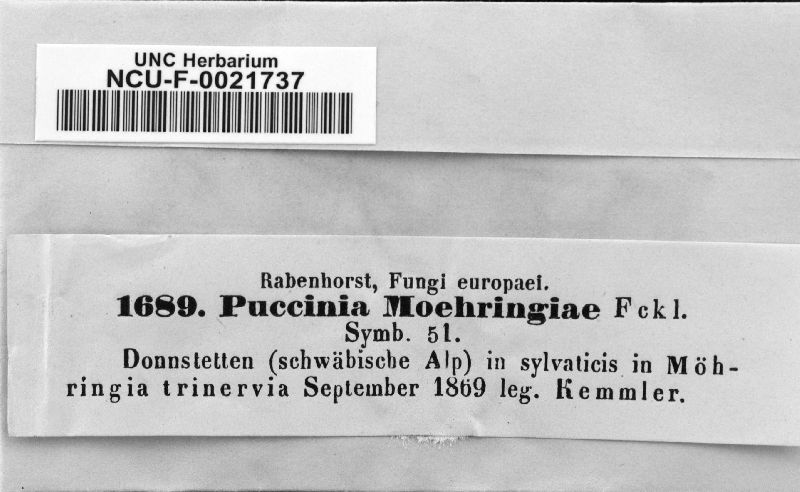 UNC Herbarium
NCU-F-0021737
Rabenhorst, Fungi europaei.
1689. Puccinia Moehringiae Fckl.
Symb. 51.
Donnstetten (schwäbische Alp) in sylvaticis in Möh-
ringia trinervia September 1869 leg. Kemmler.